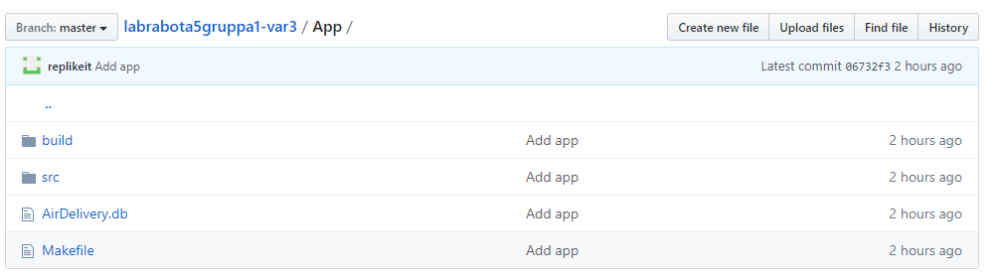 Branch: master labrabota5gruppa1-var3 / App / Create new file Upload files Find file History
replikeit Add app Latest commit 06732f3 2 hours ago
..
build Add app 2 hours ago
src Add app 2 hours ago
AirDelivery.db Add app 2 hours ago
Makefile Add app 2 hours ago